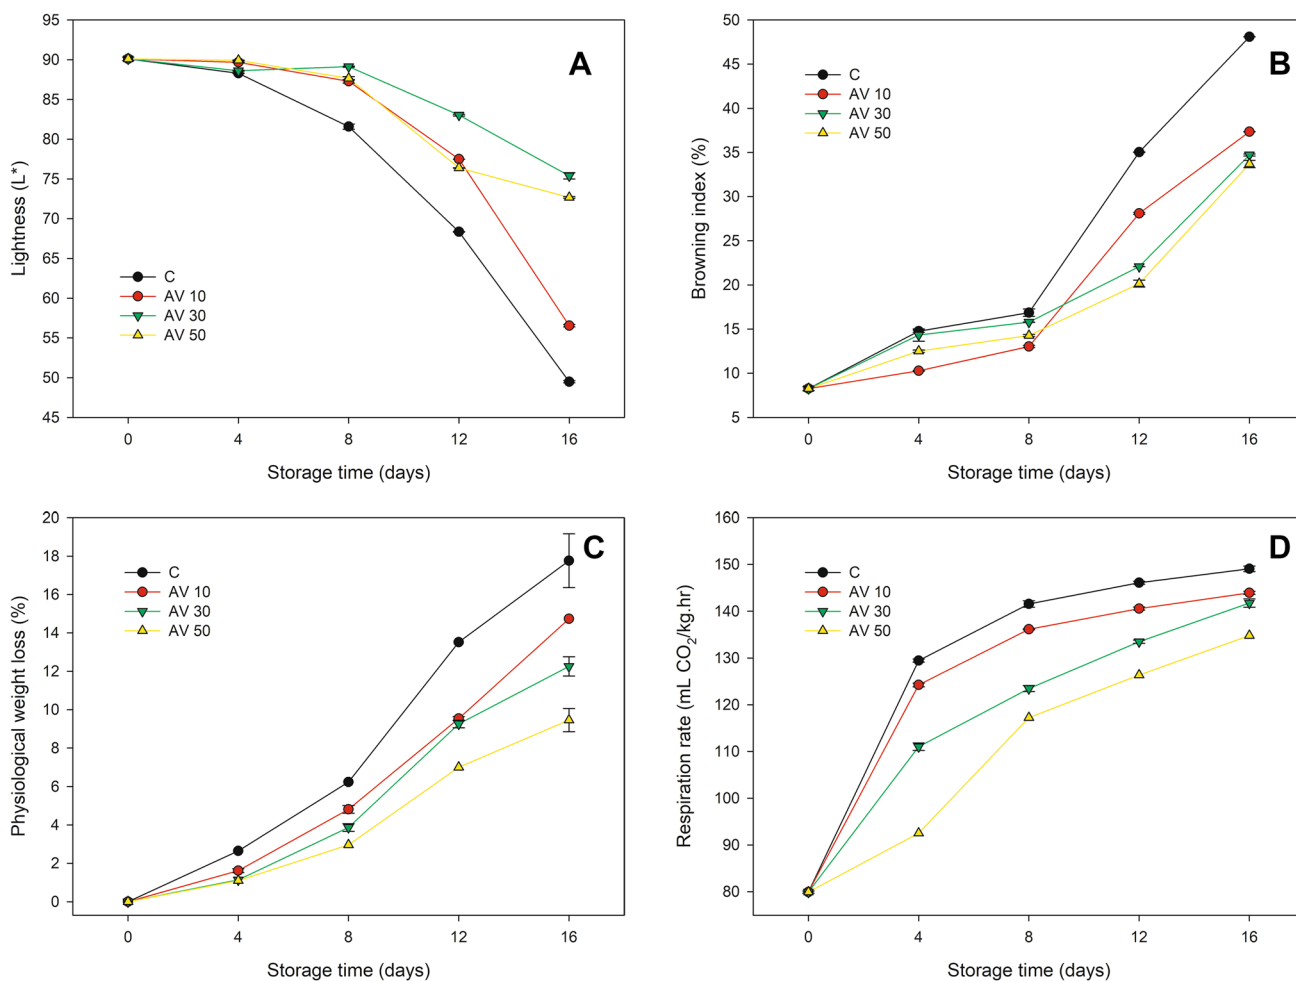 A
Lightness (L*)
95
90
85
80
75
70
65
60
55
50
45
C
AV 10
AV 30
AV 50
0 4 8 12 16
Storage time (days)
B
Browning index (%)
50
45
40
35
30
25
20
15
10
5
C
AV 10
AV 30
AV 50
0 4 8 12 16
Storage time (days)
C
Physiological weight loss (%)
20
18
16
14
12
10
8
6
4
2
0
C
AV 10
AV 30
AV 50
0 4 8 12 16
Storage time (days)
D
Respiration rate (mL CO₂/kg.hr)
160
150
140
130
120
110
100
90
80
C
AV 10
AV 30
AV 50
0 4 8 12 16
Storage time (days)